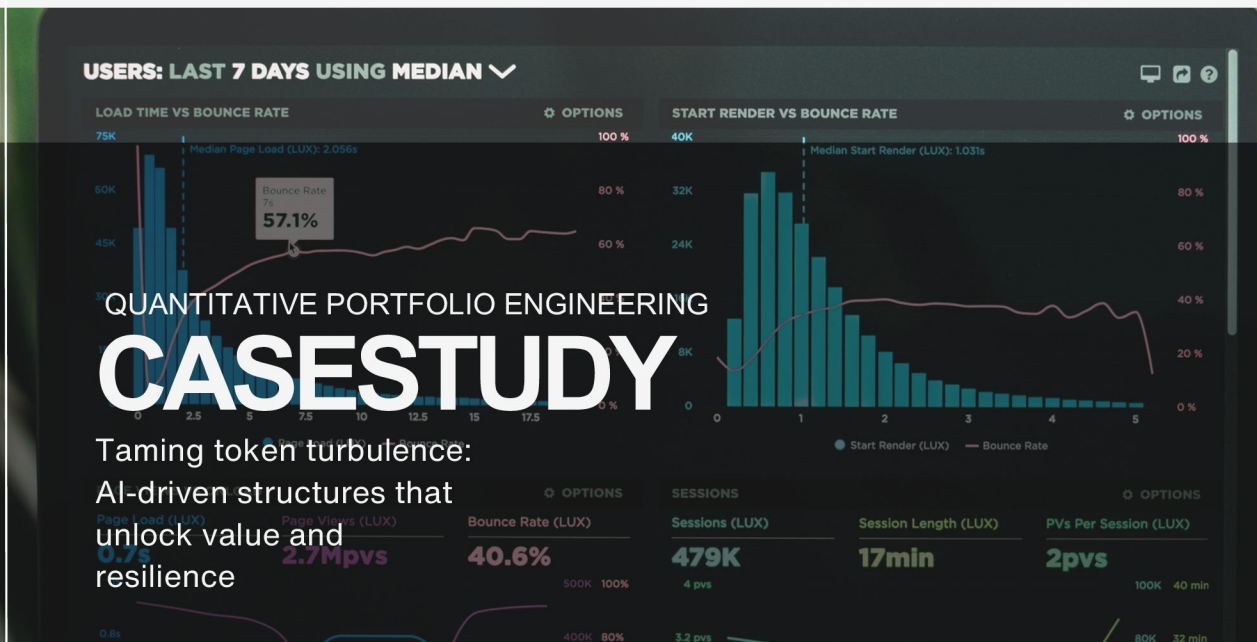 USERS: LAST 7 DAYS USING MEDIAN
LOAD TIME VS BOUNCE RATE
OPTIONS
START RENDER VS BOUNCE RATE
OPTIONS
75K
100 %
40K
100 %
Median Page Load (LUX): 2.056s
Median Start Render (LUX): 1.031s
Bounce Rate
7s
57.1%
60K
80 %
32K
80 %
45K
60 %
24K
60 %
QUANTITATIVE PORTFOLIO ENGINEERING
40 %
CASESTUDY
8K
20 %
0 %
0
0 %
0 2.5 5 7.5 10 12.5 15 17.5
0 1 2 3 4 5
Page Load (LUX) Bounce Rate
Start Render (LUX) Bounce Rate
Taming token turbulence:
AI-driven structures that
unlock value and
resilience
OPTIONS
SESSIONS
OPTIONS
Page Load (LUX)
Page Views (LUX)
Bounce Rate (LUX)
Sessions (LUX)
Session Length (LUX)
PVs Per Session (LUX)
0.7s
2.7Mpvs
40.6%
479K
17min
2pvs
500K 100%
4 pvs
100K 40 min
0.8s
400K 80%
3.2 pvs
80K 32 min